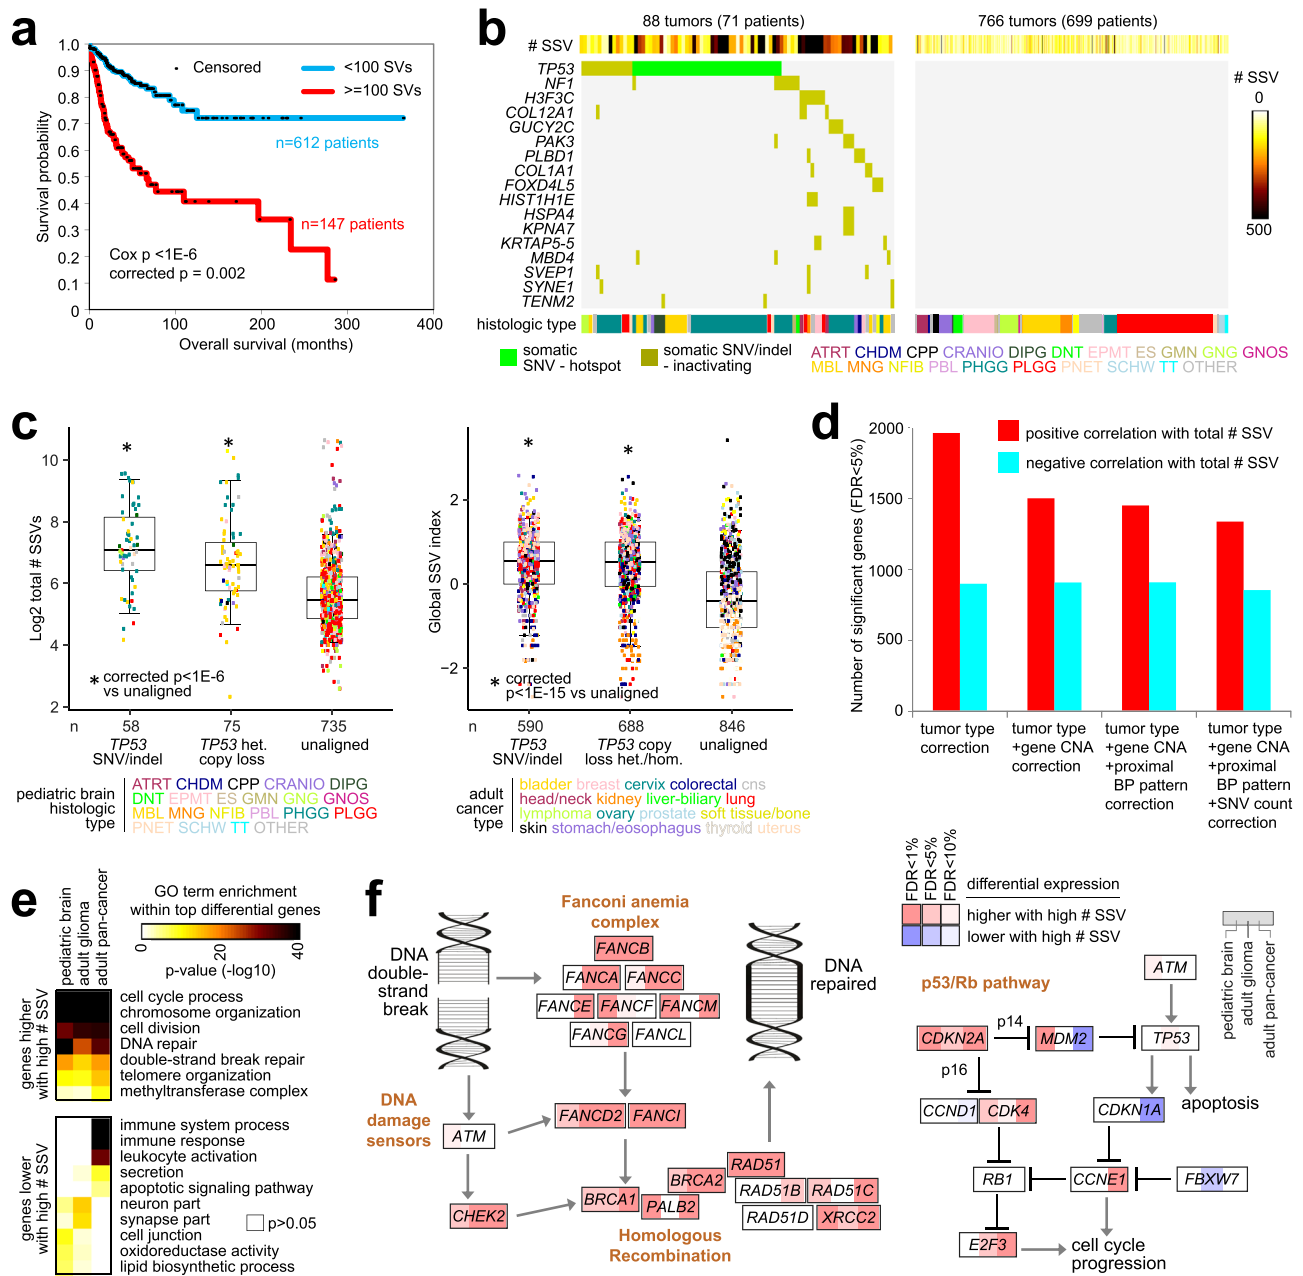 a
1.0
0.9
0.8
0.7
0.6
0.5
0.4
0.3
0.2
0.1
0
Survival probability
Censored
<100 SVs
>=100 SVs
n=612 patients
n=147 patients
Cox p <1E-6
corrected p = 0.002
0 100 200 300 400
Overall survival (months)
b
88 tumors (71 patients)
766 tumors (699 patients)
# SSV
TP53
NF1
H3F3C
COL12A1
GUCY2C
PAK3
PLBD1
COL1A1
FOXD4L5
HIST1H1E
HSPA4
KPNA7
KRTAP5-5
MBD4
SVEP1
SYNE1
TENM2
histologic type
# SSV
0
500
somatic
SNV - hotspot
somatic SNV/indel
- inactivating
ATRT CHDM CPP CRANIO DIPG DNT EPMT ES GMN GNG GNOS
MBL MNG NFIB PBL PHGG PLGG PNET SCHW TT OTHER
c
Log2 total # SSVs
10
8
6
4
2
* * 
* corrected p<1E-6
vs unaligned
n 58 75 735
TP53
SNV/indel
TP53 het.
copy loss
unaligned
pediatric brain
histologic
type
ATRT CHDM CPP CRANIO DIPG
DNT EPMT ES GMN GNG GNOS
MBL MNG NFIB PBL PHGG PLGG
PNET SCHW TT OTHER
Global SSV index
2
0
−2
* *
* corrected
p<1E-15 vs unaligned
n 590 688 846
TP53
SNV/indel
TP53 copy
loss het./hom.
unaligned
adult
cancer
type
bladder breast cervix colorectal cns
head/neck kidney liver-biliary lung
lymphoma ovary prostate soft tissue/bone
skin stomach/eosophagus thyroid uterus
d
Number of significant genes (FDR<5%)
2000
1500
1000
500
0
positive correlation with total # SSV
negative correlation with total # SSV
tumor type
correction
tumor type
+gene CNA
correction
tumor type
+gene CNA
+proximal
BP pattern
correction
tumor type
+gene CNA
+proximal
BP pattern
+SNV count
correction
e
pediatric brain
adult glioma
adult pan-cancer
GO term enrichment
within top differential genes
0 20 40
p-value (-log10)
genes higher
with high # SSV
cell cycle process
chromosome organization
cell division
DNA repair
double-strand break repair
telomere organization
methyltransferase complex
genes lower
with high # SSV
immune system process
immune response
leukocyte activation
secretion
apoptotic signaling pathway
neuron part
synapse part
cell junction
oxidoreductase activity
lipid biosynthetic process
p>0.05
f
DNA
double-
strand
break
Fanconi anemia
complex
FANCB
FANCA FANCC
FANCE FANCF FANCM
FANCG FANCL
DNA
repaired
DNA
damage
sensors
ATM
CHEK2
FANCD2 FANCI
BRCA1
PALB2
BRCA2
RAD51
RAD51B RAD51C
RAD51D XRCC2
Homologous
Recombination
FDR<1%
FDR<5%
FDR<10%
differential expression
higher with high # SSV
lower with high # SSV
pediatric brain
adult glioma
adult pan-cancer
p53/Rb pathway
ATM
CDKN2A
p14
MDM2
TP53
p16
CCND1 CDK4
CDKN1A
apoptosis
RB1
CCNE1
FBXW7
E2F3
cell cycle
progression